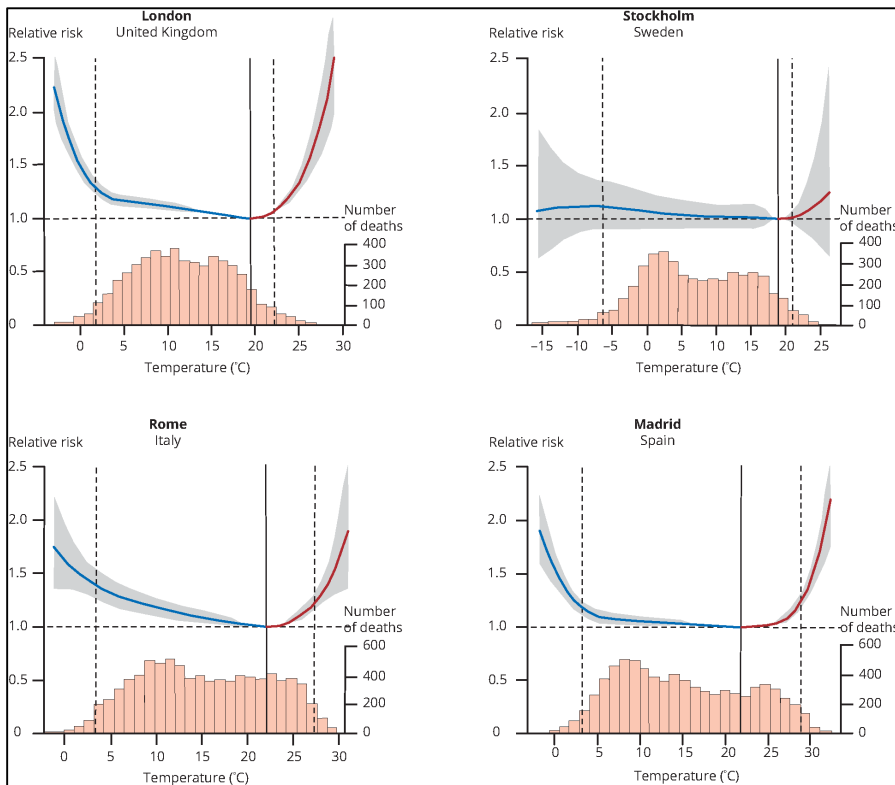 London
United Kingdom
Relative risk
2.5
2.0
1.5
1.0
0.5
0
Number
of deaths
400
300
200
100
0
0 5 10 15 20 25 30
Temperature (°C)
Stockholm
Sweden
Relative risk
2.5
2.0
1.5
1.0
0.5
0
Number
of deaths
400
300
200
100
0
–15 –10 –5 0 5 10 15 20 25
Temperature (°C)
Rome
Italy
Relative risk
2.5
2.0
1.5
1.0
0.5
0
Number
of deaths
600
400
200
0
0 5 10 15 20 25 30
Temperature (°C)
Madrid
Spain
Relative risk
2.5
2.0
1.5
1.0
0.5
0
Number
of deaths
600
400
200
0
0 5 10 15 20 25 30
Temperature (°C)